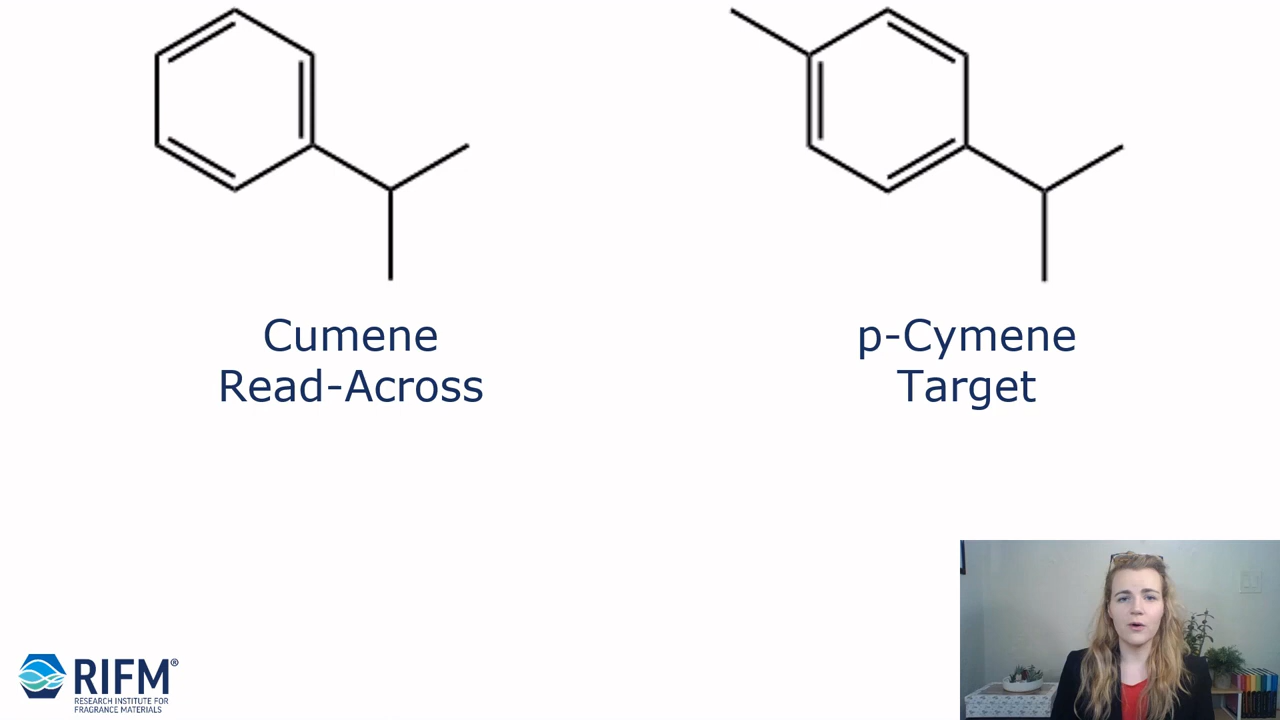 Cumene
Read-Across
p-Cymene
Target
RIFM®
RESEARCH INSTITUTE FOR
FRAGRANCE MATERIALS